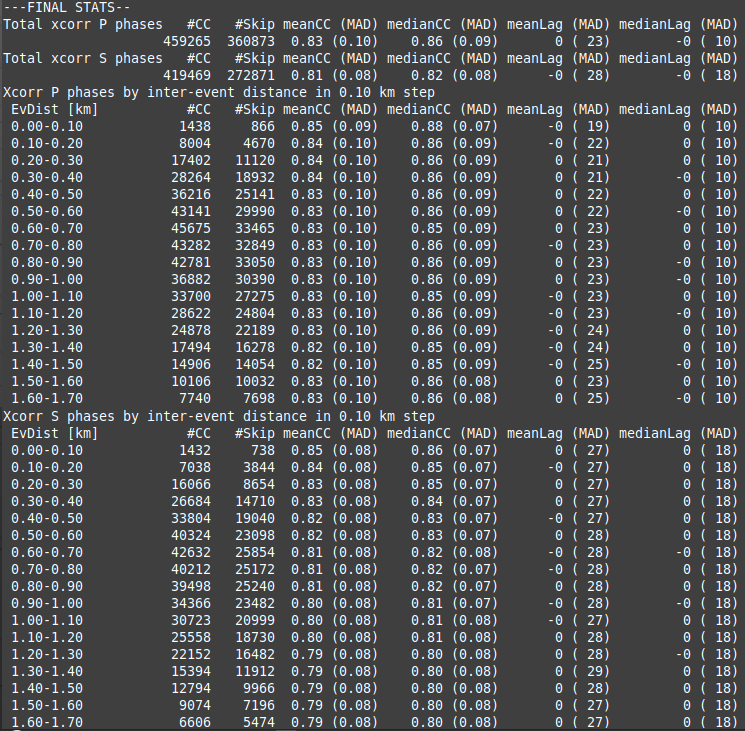 ---FINAL STATS--
Total xcorr P phases   #CC   #Skip meanCC (MAD) medianCC (MAD) meanLag (MAD) medianLag (MAD)
                    459265  360873  0.83 (0.10)    0.86 (0.09)      0 ( 23)       -0 ( 10)
Total xcorr S phases   #CC   #Skip meanCC (MAD) medianCC (MAD) meanLag (MAD) medianLag (MAD)
                    419469  272871  0.81 (0.08)    0.82 (0.08)     -0 ( 28)       -0 ( 18)
Xcorr P phases by inter-event distance in 0.10 km step
 EvDist [km]           #CC   #Skip meanCC (MAD) medianCC (MAD) meanLag (MAD) medianLag (MAD)
 0.00-0.10            1438     866  0.85 (0.09)    0.88 (0.07)     -0 ( 19)        0 ( 10)
 0.10-0.20            8004    4670  0.84 (0.10)    0.86 (0.09)     -0 ( 22)        0 ( 10)
 0.20-0.30           17402   11120  0.84 (0.10)    0.86 (0.09)      0 ( 21)        0 ( 10)
 0.30-0.40           28264   18932  0.84 (0.10)    0.86 (0.09)      0 ( 21)       -0 ( 10)
 0.40-0.50           36216   25141  0.83 (0.10)    0.86 (0.09)      0 ( 22)        0 ( 10)
 0.50-0.60           43141   29990  0.83 (0.10)    0.86 (0.09)      0 ( 22)       -0 ( 10)
 0.60-0.70           45675   33465  0.83 (0.10)    0.85 (0.09)      0 ( 23)        0 ( 10)
 0.70-0.80           43282   32849  0.83 (0.10)    0.86 (0.09)     -0 ( 23)        0 ( 10)
 0.80-0.90           42781   33050  0.83 (0.10)    0.86 (0.09)      0 ( 23)       -0 ( 10)
 0.90-1.00           36882   30390  0.83 (0.10)    0.86 (0.09)      0 ( 23)        0 ( 10)
 1.00-1.10           33700   27275  0.83 (0.10)    0.85 (0.09)     -0 ( 23)        0 ( 10)
 1.10-1.20           28622   24804  0.83 (0.10)    0.86 (0.09)      0 ( 23)       -0 ( 10)
 1.20-1.30           24878   22189  0.83 (0.10)    0.86 (0.09)     -0 ( 24)        0 ( 10)
 1.30-1.40           17494   16278  0.82 (0.10)    0.85 (0.09)     -0 ( 24)        0 ( 10)
 1.40-1.50           14906   14054  0.82 (0.10)    0.85 (0.09)      0 ( 25)       -0 ( 10)
 1.50-1.60           10106   10032  0.83 (0.10)    0.86 (0.08)      0 ( 23)        0 ( 10)
 1.60-1.70            7740    7698  0.83 (0.10)    0.86 (0.08)      0 ( 25)       -0 ( 10)
Xcorr S phases by inter-event distance in 0.10 km step
 EvDist [km]           #CC   #Skip meanCC (MAD) medianCC (MAD) meanLag (MAD) medianLag (MAD)
 0.00-0.10            1432     738  0.85 (0.08)    0.86 (0.08)      0 ( 27)        0 ( 18)
 0.10-0.20            7038    3844  0.84 (0.08)    0.85 (0.07)     -0 ( 27)        0 ( 18)
 0.20-0.30           16066    8654  0.83 (0.08)    0.85 (0.07)      0 ( 27)        0 ( 18)
 0.30-0.40           26684   14710  0.83 (0.08)    0.84 (0.07)      0 ( 27)        0 ( 18)
 0.40-0.50           33804   19040  0.82 (0.08)    0.83 (0.07)     -0 ( 27)        0 ( 18)
 0.50-0.60           40324   23098  0.82 (0.08)    0.83 (0.07)     -0 ( 28)        0 ( 18)
 0.60-0.70           42632   25854  0.81 (0.08)    0.82 (0.08)     -0 ( 28)       -0 ( 18)
 0.70-0.80           40212   25172  0.81 (0.08)    0.82 (0.07)     -0 ( 28)        0 ( 18)
 0.80-0.90           39498   25240  0.81 (0.08)    0.82 (0.07)      0 ( 28)        0 ( 18)
 0.90-1.00           34366   23482  0.80 (0.08)    0.81 (0.07)     -0 ( 28)       -0 ( 18)
 1.00-1.10           30723   20999  0.80 (0.08)    0.81 (0.07)     -0 ( 27)        0 ( 18)
 1.10-1.20           25558   18730  0.80 (0.08)    0.81 (0.08)      0 ( 28)        0 ( 18)
 1.20-1.30           22152   16482  0.79 (0.08)    0.80 (0.08)      0 ( 28)       -0 ( 18)
 1.30-1.40           15394   11912  0.79 (0.08)    0.80 (0.08)      0 ( 29)        0 ( 18)
 1.40-1.50           12794    9966  0.79 (0.08)    0.80 (0.08)      0 ( 28)        0 ( 18)
 1.50-1.60            9074    7196  0.79 (0.08)    0.80 (0.08)      0 ( 27)        0 ( 18)
 1.60-1.70            6606    5474  0.79 (0.08)    0.80 (0.08)      0 ( 27)        0 ( 18)